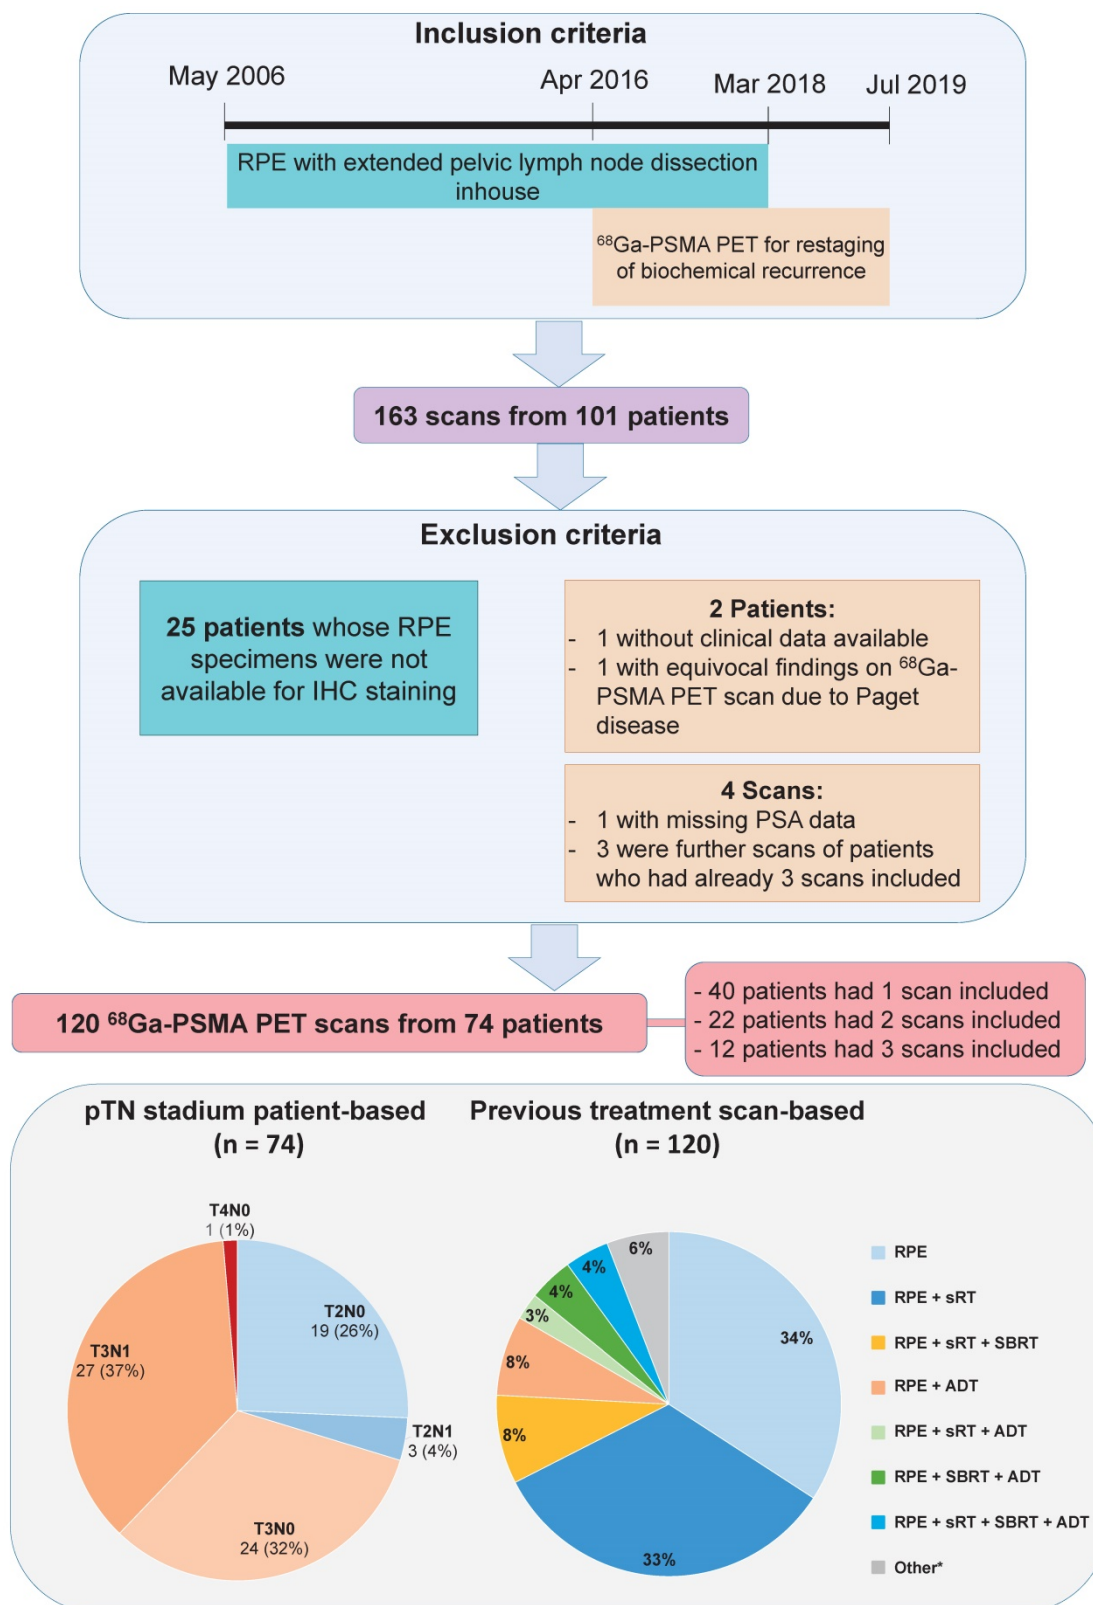 Inclusion criteria
May 2006
Apr 2016
Mar 2018
Jul 2019
RPE with extended pelvic lymph node dissection
inhouse
⁶⁸Ga-PSMA PET for restaging
of biochemical recurrence
163 scans from 101 patients
Exclusion criteria
25 patients whose RPE
specimens were not
available for IHC staining
2 Patients:
- 1 without clinical data available
- 1 with equivocal findings on ⁶⁸Ga-
PSMA PET scan due to Paget
disease
4 Scans:
- 1 with missing PSA data
- 3 were further scans of patients
who had already 3 scans included
120 ⁶⁸Ga-PSMA PET scans from 74 patients
- 40 patients had 1 scan included
- 22 patients had 2 scans included
- 12 patients had 3 scans included
pTN stadium patient-based
(n = 74)
T4N0
1 (1%)
T2N0
19 (26%)
T3N1
27 (37%)
T2N1
3 (4%)
T3N0
24 (32%)
Previous treatment scan-based
(n = 120)
6%
4%
4%
3%
8%
8%
34%
33%
RPE
RPE + sRT
RPE + sRT + SBRT
RPE + ADT
RPE + sRT + ADT
RPE + SBRT + ADT
RPE + sRT + SBRT + ADT
Other*